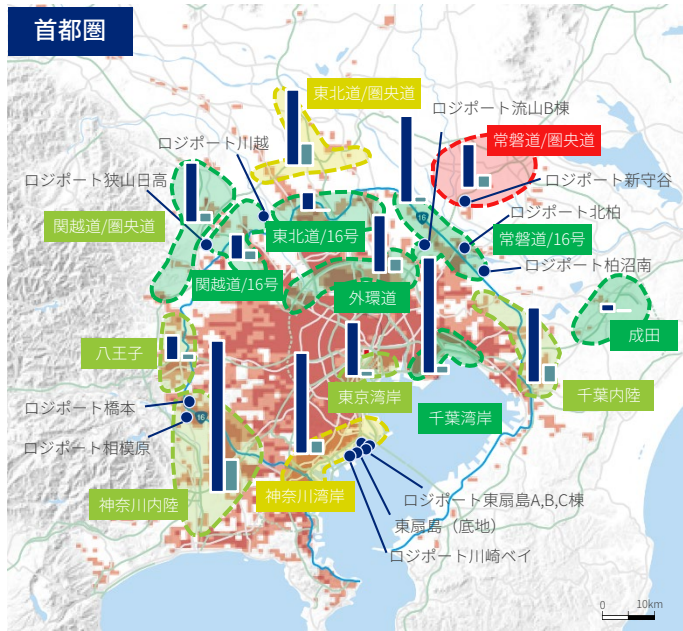 首都圏
東北道/圏央道
ロジポート流山B棟
ロジポート川越
常磐道/圏央道
ロジポート狭山日高
ロジポート新守谷
ロジポート北柏
関越道/圏央道
16
東北道/16号
常磐道/16号
ロジポート柏沼南
関越道/16号
外環道
成田
八王子
東京湾岸
千葉内陸
ロジポート橋本
16
千葉湾岸
ロジポート相模原
神奈川内陸
神奈川湾岸
ロジポート東扇島A,B,C棟
東扇島（底地）
ロジポート川崎ベイ
0 10km